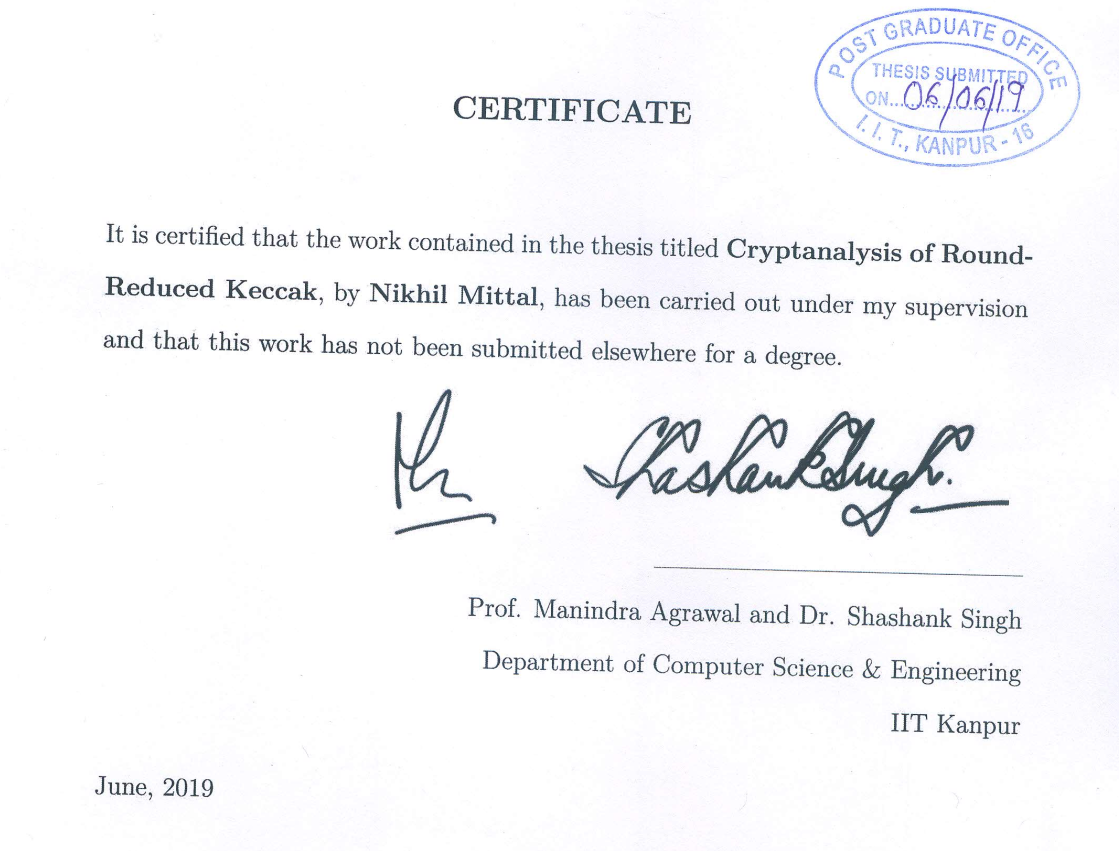 POST GRADUATE OFFICE
THESIS SUBMITTED
ON...06/06/19
I. I. T., KANPUR - 16
CERTIFICATE
It is certified that the work contained in the thesis titled Cryptanalysis of Round-
Reduced Keccak, by Nikhil Mittal, has been carried out under my supervision
and that this work has not been submitted elsewhere for a degree.
Shashank Singh.
Prof. Manindra Agrawal and Dr. Shashank Singh
Department of Computer Science & Engineering
IIT Kanpur
June, 2019